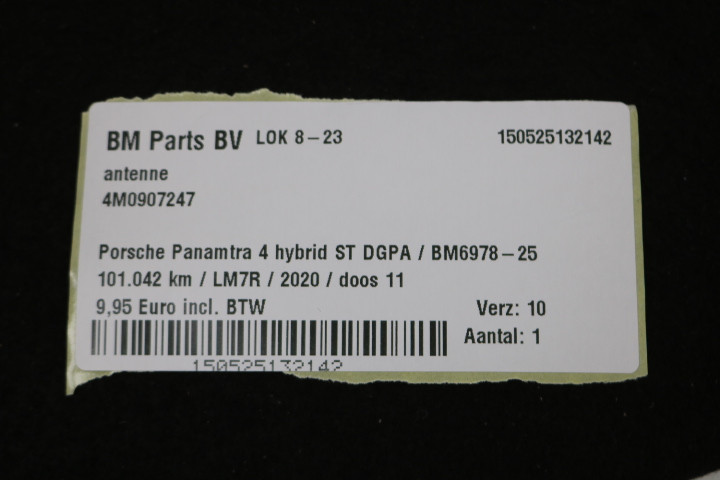 BM Parts BV LOK 8-23 150525132142
antenne
4M0907247
Porsche Panamtra 4 hybrid ST DGPA / BM6978-25
101.042 km / LM7R / 2020 / doos 11
9,95 Euro incl. BTW Verz: 10
Aantal: 1
150525132142